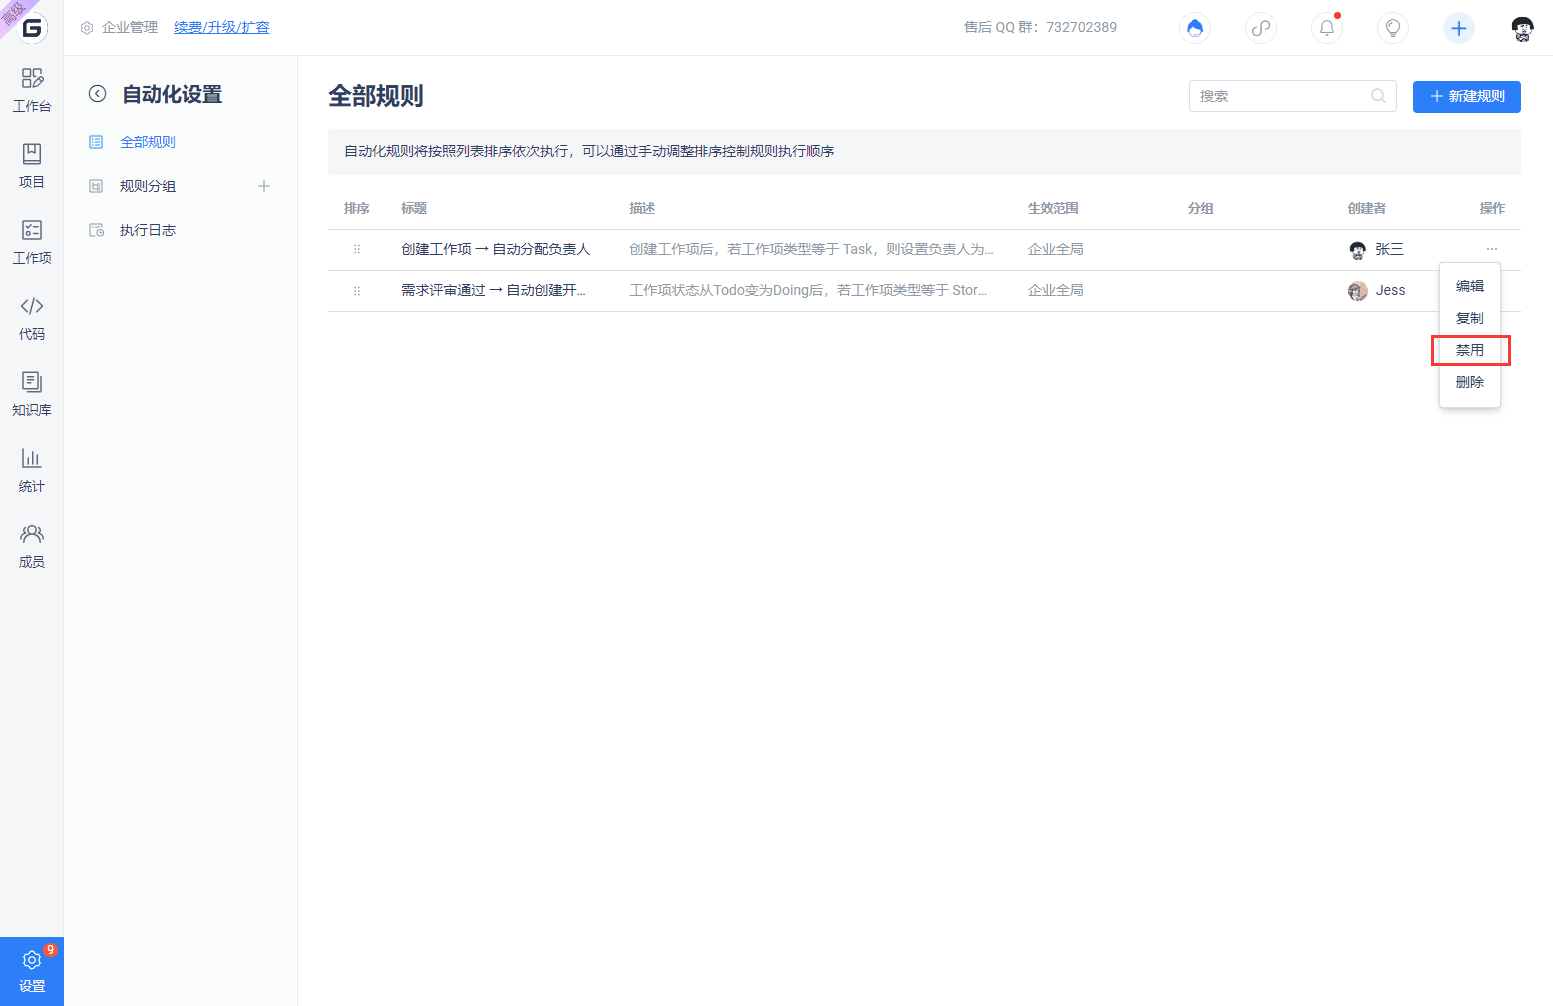 高级
企业管理 续费/升级/扩容 售后 QQ 群：732702389
工作台
项目
工作项
代码
知识库
统计
成员
9
设置
自动化设置
全部规则
规则分组
执行日志
全部规则
搜索
新建规则
自动化规则将按照列表排序依次执行，可以通过手动调整排序控制规则执行顺序
排序 标题 描述 生效范围 分组 创建者 操作
创建工作项 → 自动分配负责人 创建工作项后，若工作项类型等于 Task，则设置负责人为... 企业全局 张三 ...
需求评审通过 → 自动创建开... 工作项状态从Todo变为Doing后，若工作项类型等于 Stor... 企业全局 Jess
编辑
复制
禁用
删除